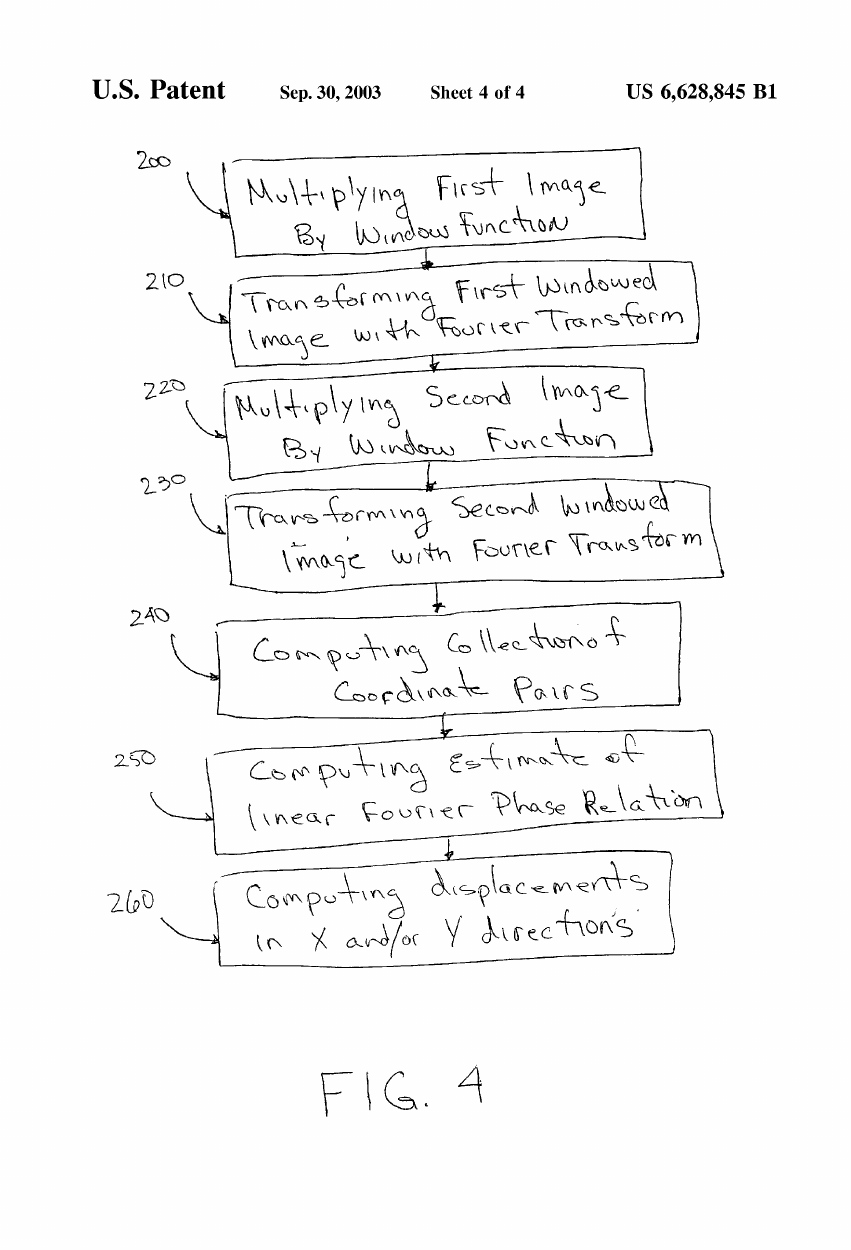 U.S. Patent Sep. 30, 2003 Sheet 4 of 4 US 6,628,845 B1
200
Multiplying First Image
By Window Function
210
Transforming First Windowed
Image with Fourier Transform
220
Multiplying Second Image
By Window Function
230
Transforming Second Windowed
Image with Fourier Transform
240
Computing Collection of
Coordinate Pairs
250
Computing Estimate of
linear Fourier Phase Relation
260
Computing displacements
in X and/or Y directions
FIG. 4